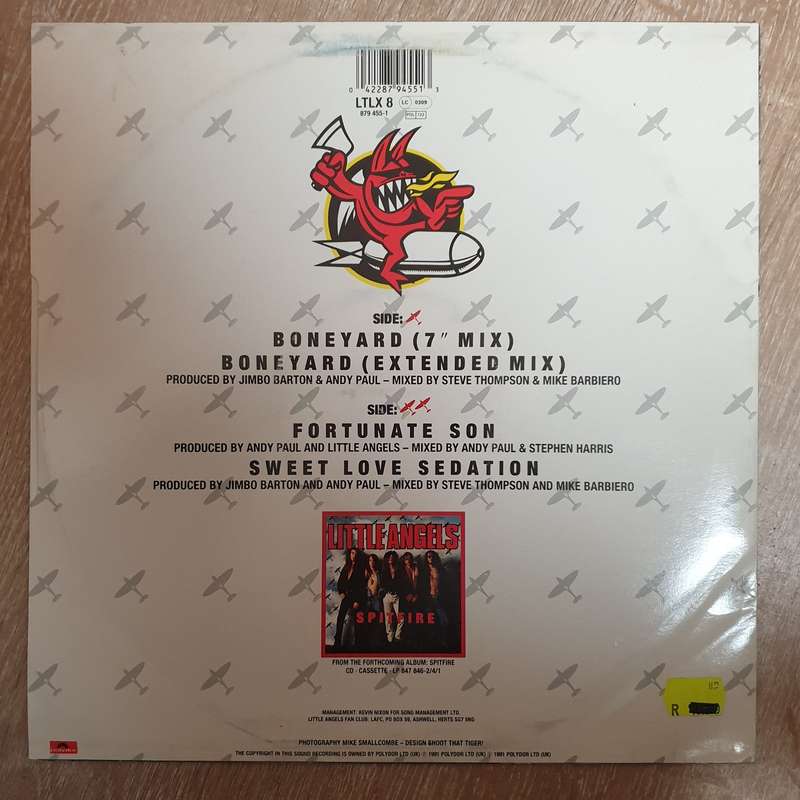 0 42287 94551 3
LTLX 8 LC 0309
879 455-1
SIDE:
BONEYARD (7" MIX)
BONEYARD (EXTENDED MIX)
PRODUCED BY JIMBO BARTON & ANDY PAUL – MIXED BY STEVE THOMPSON & MIKE BARBIERO
SIDE:
FORTUNATE SON
PRODUCED BY ANDY PAUL AND LITTLE ANGELS – MIXED BY ANDY PAUL & STEPHEN HARRIS
SWEET LOVE SEDATION
PRODUCED BY JIMBO BARTON AND ANDY PAUL – MIXED BY STEVE THOMPSON AND MIKE BARBIERO
LITTLE ANGELS
SPITFIRE
FROM THE FORTHCOMING ALBUM: SPITFIRE
CD · CASSETTE · LP 847 846-2/4/1
MANAGEMENT: KEVIN NIXON FOR SONG MANAGEMENT LTD.
LITTLE ANGELS FAN CLUB: LAFC, PO BOX 59, ASHWELL, HERTS SG7 5NG
R
PHOTOGRAPHY MIKE SMALLCOMBE – DESIGN SHOOT THAT TIGER!
THE COPYRIGHT IN THIS SOUND RECORDING IS OWNED BY POLYDOR LTD (UK) ℗ 1991 POLYDOR LTD (UK) © 1991 POLYDOR LTD (UK)